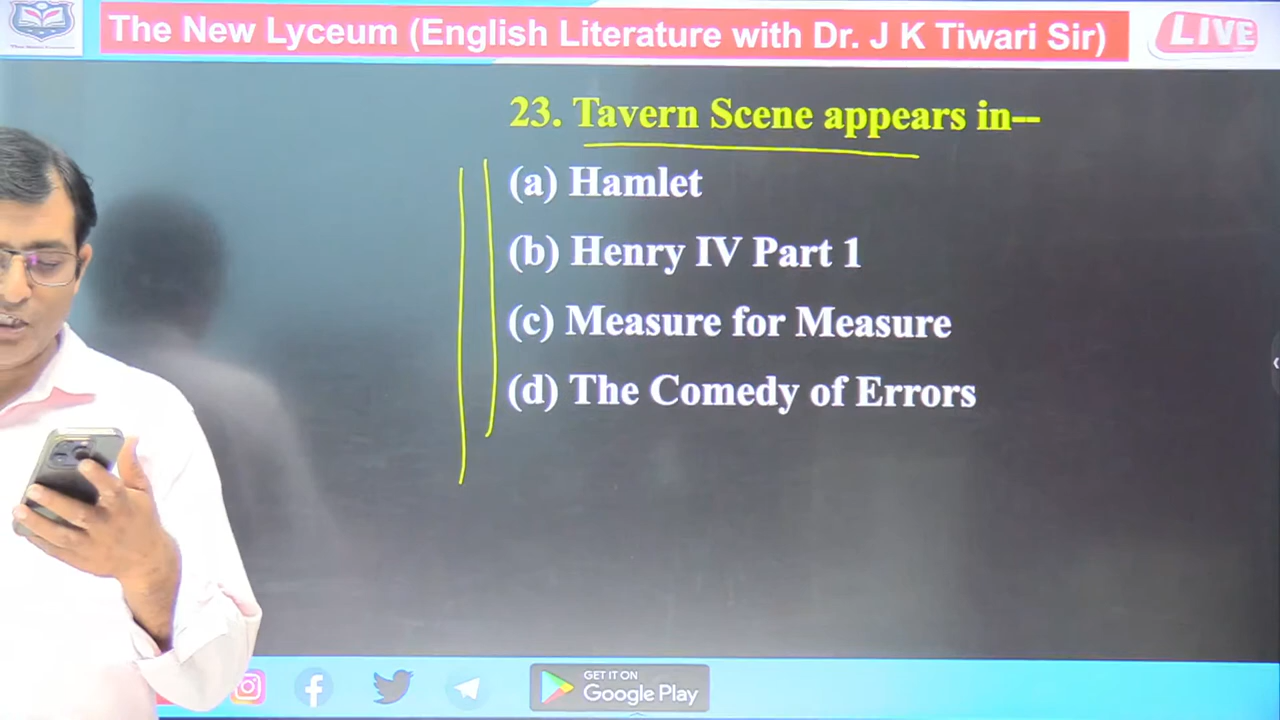 The New Lyceum (English Literature with Dr. J K Tiwari Sir)
LIVE
23. Tavern Scene appears in--
(a) Hamlet
(b) Henry IV Part 1
(c) Measure for Measure
(d) The Comedy of Errors
GET IT ON
Google Play